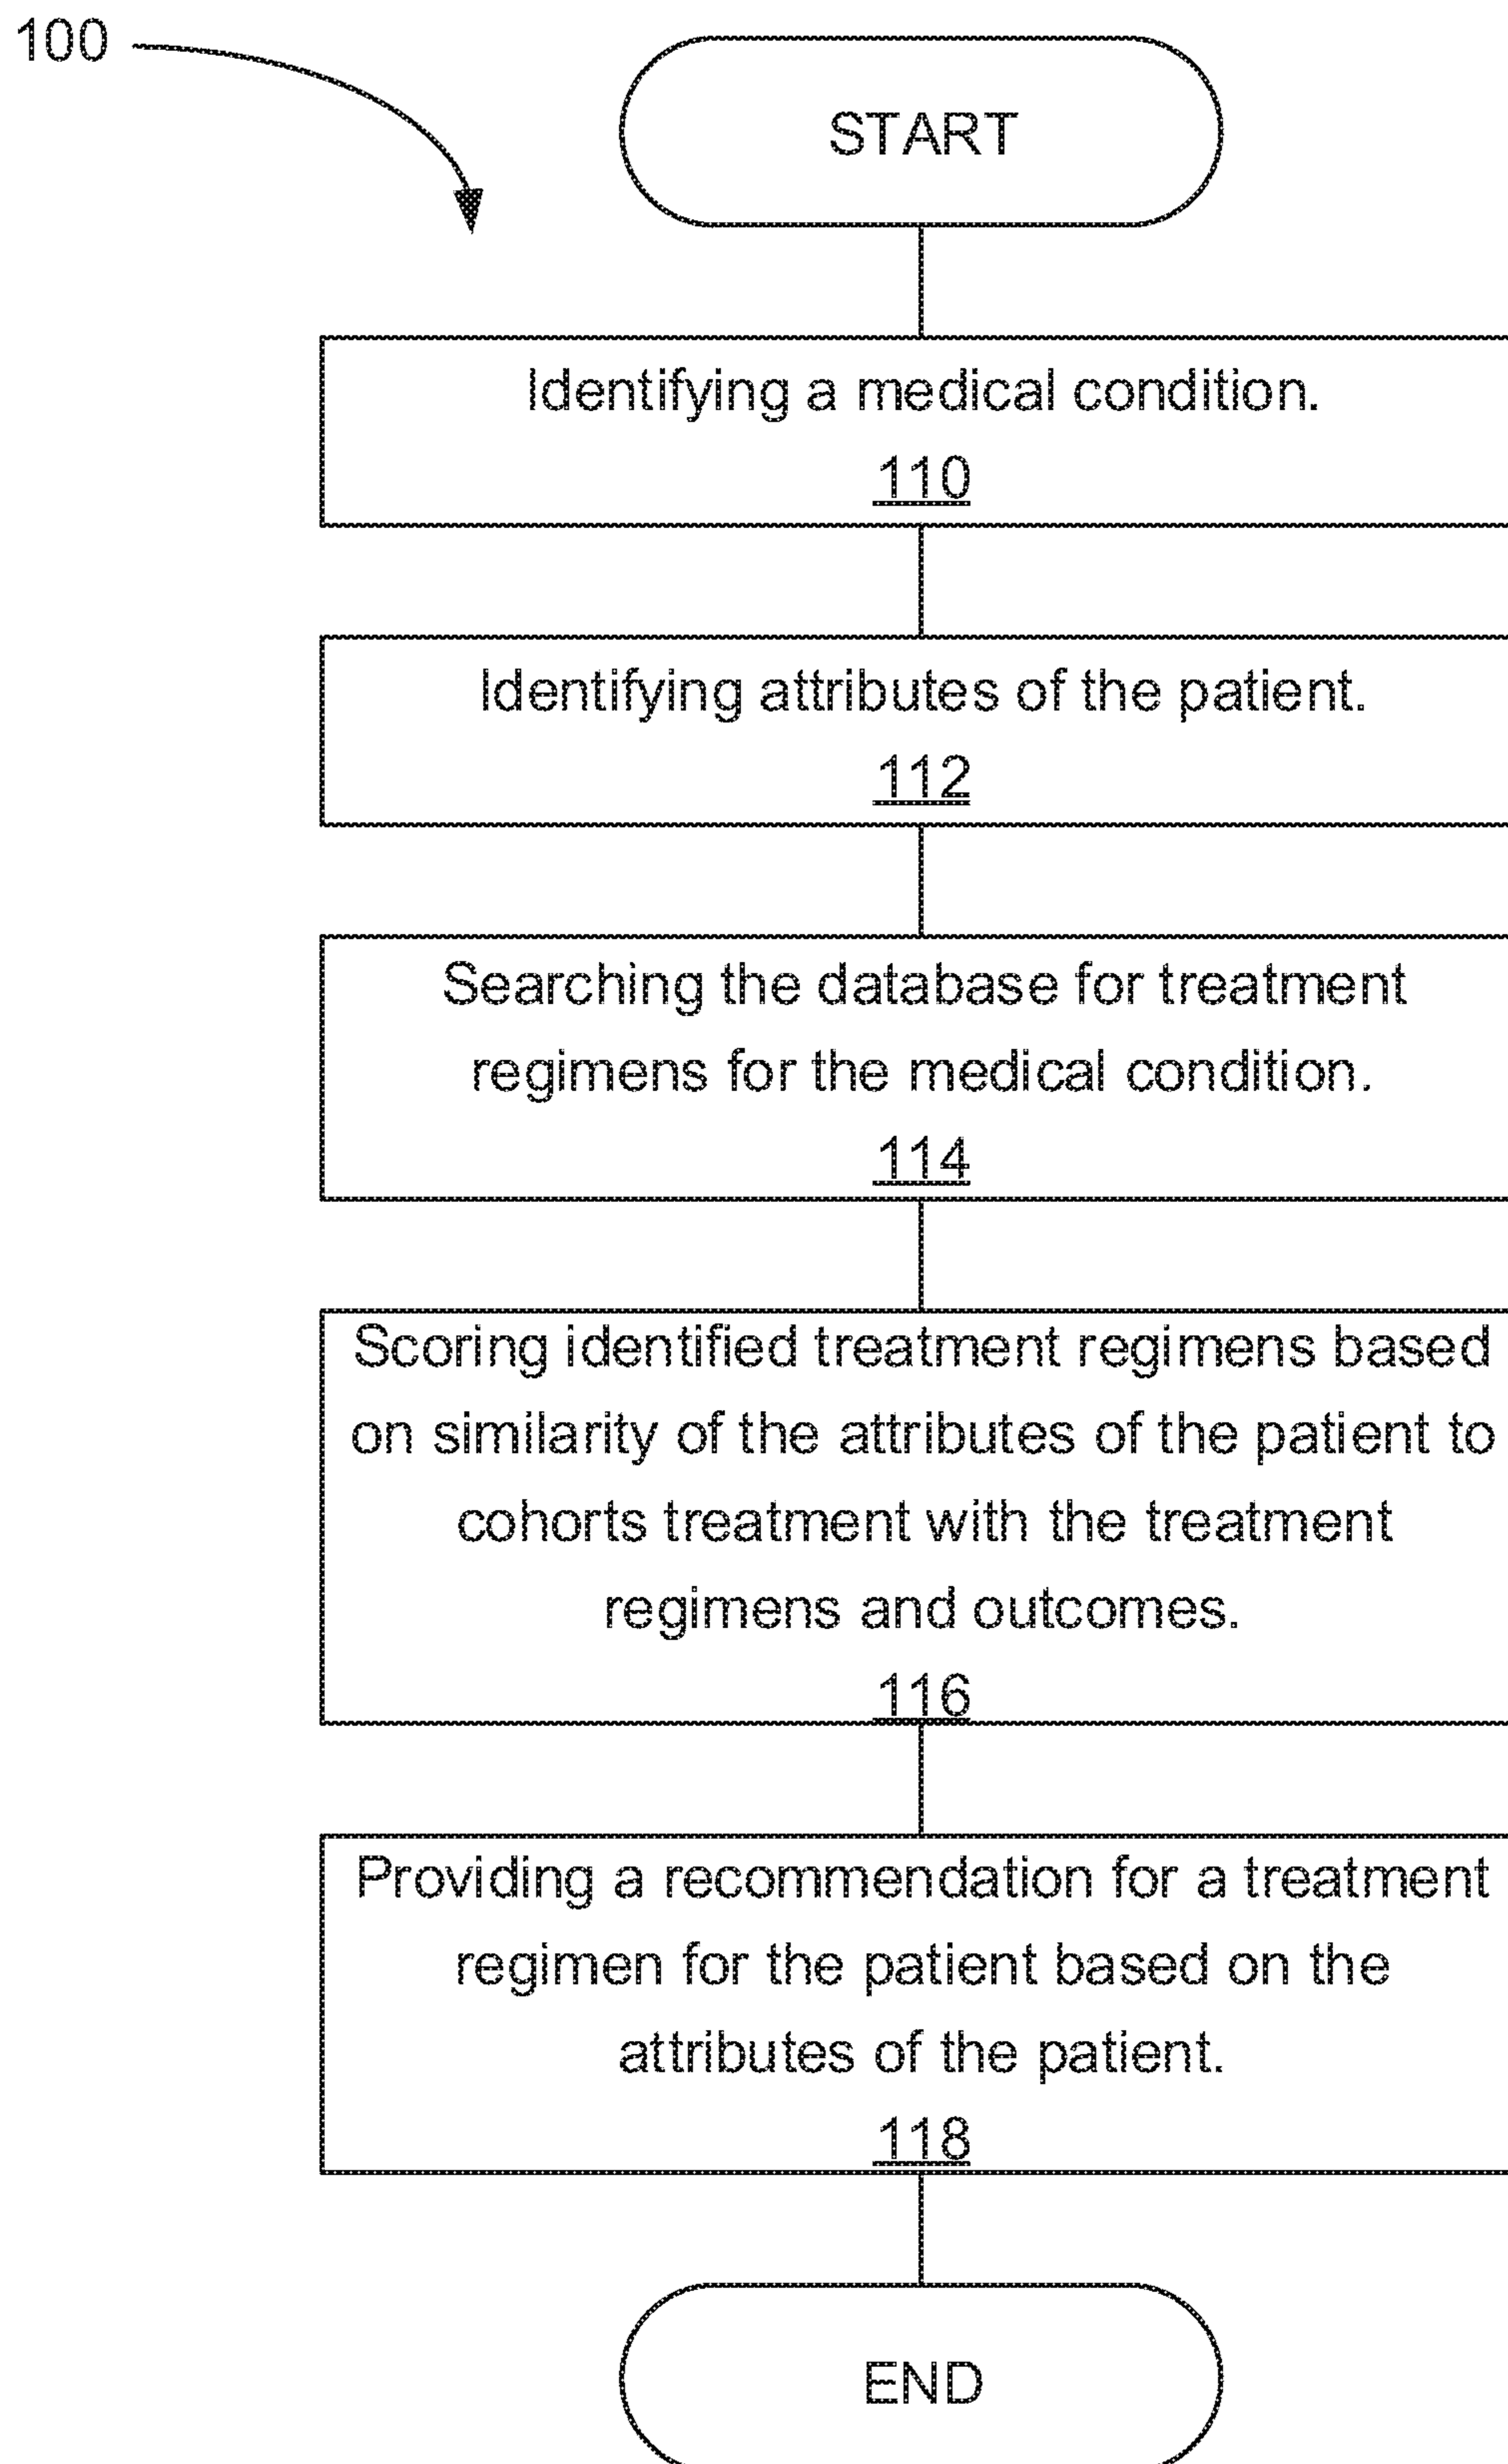 100
START
Identifying a medical condition.
110
Identifying attributes of the patient.
112
Searching the database for treatment
regimens for the medical condition.
114
Scoring identified treatment regimens based
on similarity of the attributes of the patient to
cohorts treatment with the treatment
regimens and outcomes.
116
Providing a recommendation for a treatment
regimen for the patient based on the
attributes of the patient.
118
END